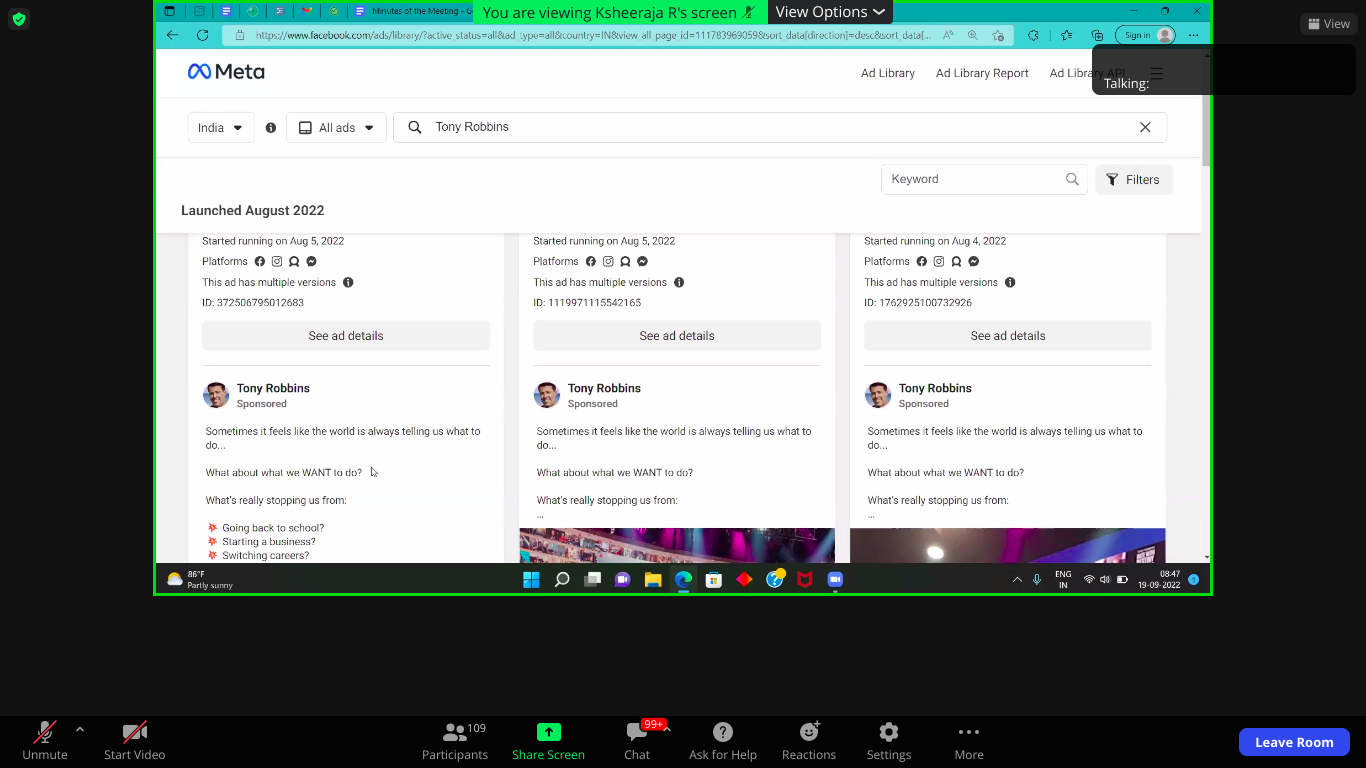 Minutes of the Meeting - G
You are viewing Ksheeraja R's screen
View Options
View
https://www.facebook.com/ads/library/?active_status=all&ad_type=all&country=IN&view_all_page_id=1117839690598&sort_data[direction]=desc&sort_data[...
Sign in
Meta
Ad Library
Ad Library Report
Ad Library API
Talking:
India
All ads
Tony Robbins
Keyword
Filters
Launched August 2022
Started running on Aug 5, 2022
Platforms
This ad has multiple versions
ID: 372506795012683
See ad details
Tony Robbins
Sponsored
Sometimes it feels like the world is always telling us what to
do...
What about what we WANT to do?
What's really stopping us from:
Going back to school?
Starting a business?
Switching careers?
Started running on Aug 5, 2022
Platforms
This ad has multiple versions
ID: 1119971115542165
See ad details
Tony Robbins
Sponsored
Sometimes it feels like the world is always telling us what to
do...
What about what we WANT to do?
What's really stopping us from:
...
Started running on Aug 4, 2022
Platforms
This ad has multiple versions
ID: 1762925100732926
See ad details
Tony Robbins
Sponsored
Sometimes it feels like the world is always telling us what to
do...
What about what we WANT to do?
What's really stopping us from:
...
86°F
Partly sunny
ENG
IN
08:47
19-09-2022
1
Unmute
Start Video
Participants
109
Share Screen
Chat
99+
Ask for Help
Reactions
Settings
More
Leave Room